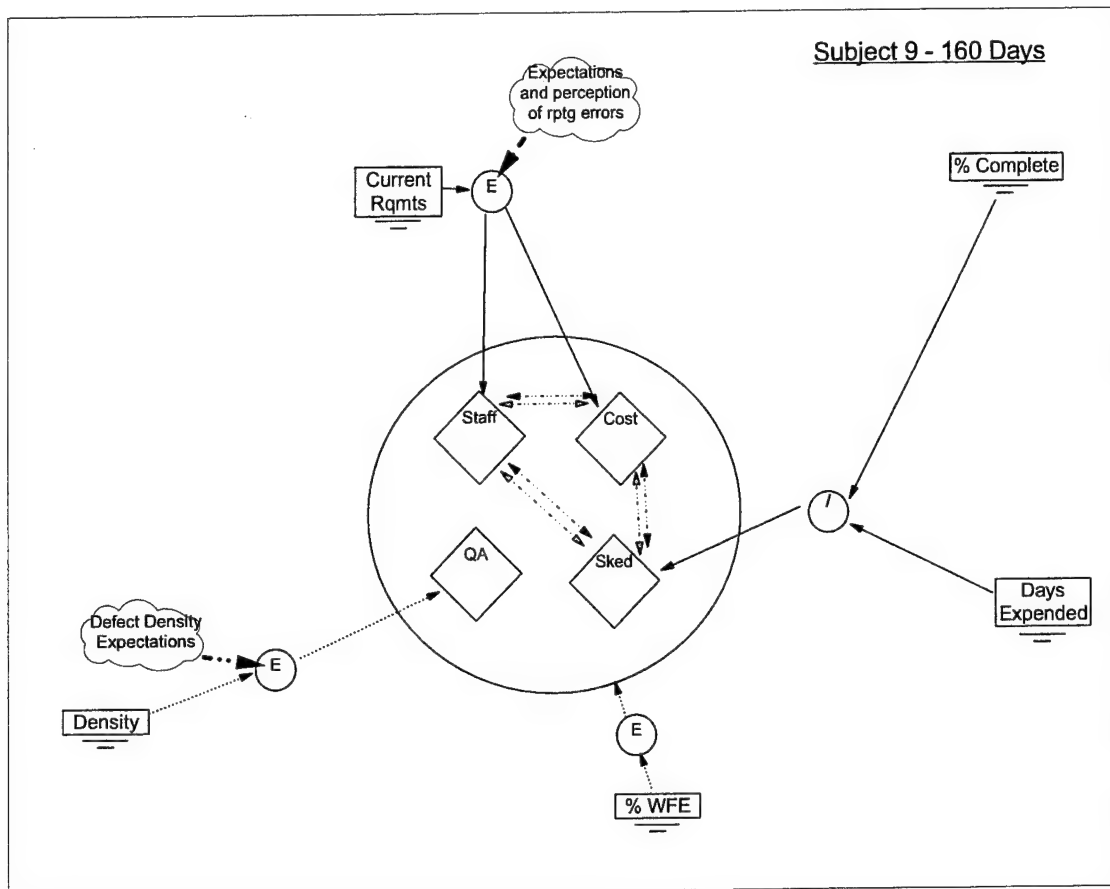 Subject 9 - 160 Days
Expectations
and perception
of rptg errors
% Complete
Current
Rqmts
E
Staff
Cost
/
QA
Sked
Days
Expended
Defect Density
Expectations
E
Density
E
% WFE